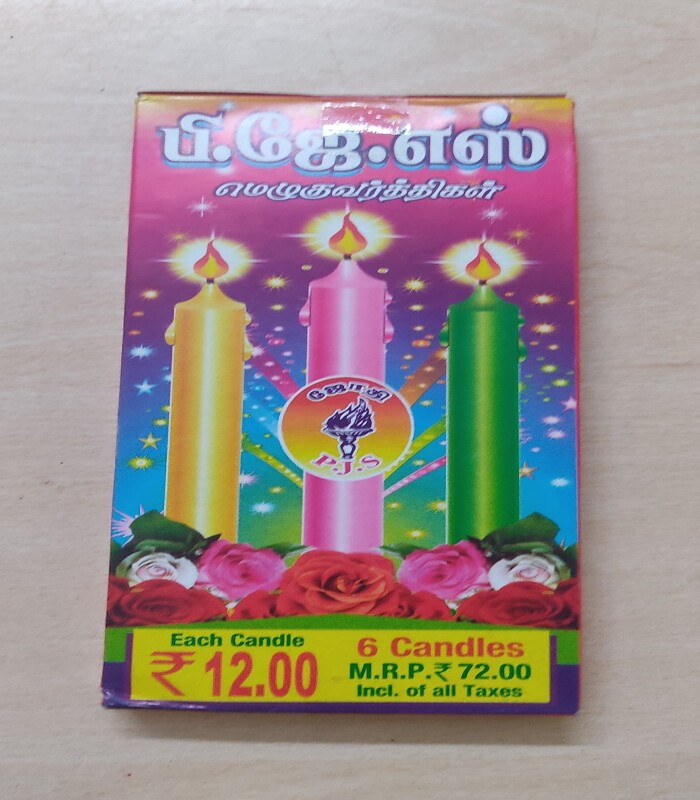 பி.ஜே.எஸ்
மெழுகுவர்த்திகள்
ஜோதி
P.J.S
Each Candle
₹ 12.00
6 Candles
M.R.P.₹ 72.00
Incl. of all Taxes